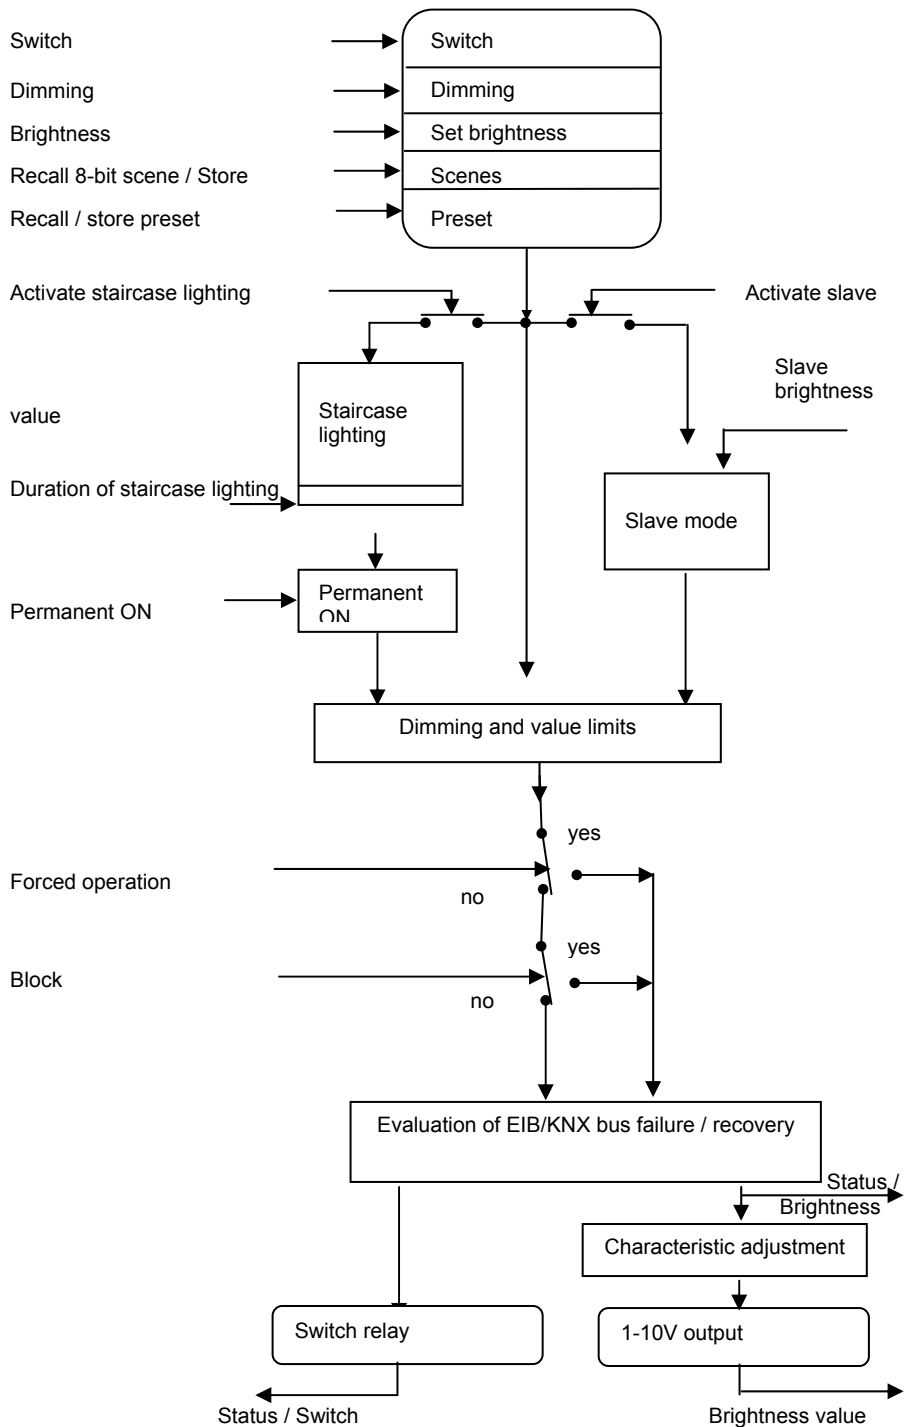 Switch
Switch
Dimming
Dimming
Brightness
Set brightness
Recall 8-bit scene / Store
Scenes
Recall / store preset
Preset
Activate staircase lighting
Activate slave
Slave
brightness
value
Staircase
lighting
Duration of staircase lighting
Slave mode
Permanent ON
Permanent
ON
Dimming and value limits
yes
Forced operation
no
yes
Block
no
Evaluation of EIB/KNX bus failure / recovery
Status /
Brightness
Characteristic adjustment
Switch relay
1-10V output
Status / Switch
Brightness value